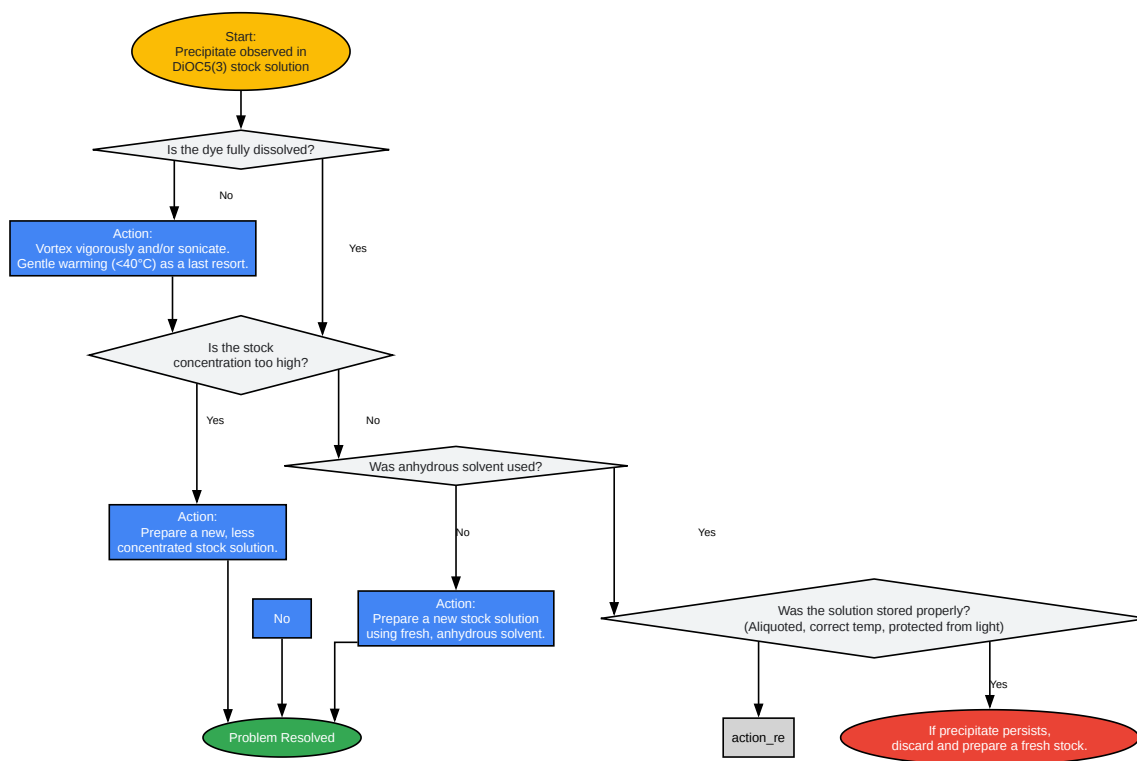 Start:
Precipitate observed in
DiOC5(3) stock solution
Is the dye fully dissolved?
No
Action:
Vortex vigorously and/or sonicate.
Gentle warming (<40°C) as a last resort.
Yes
Is the stock
concentration too high?
Yes
No
Was anhydrous solvent used?
Action:
Prepare a new, less
concentrated stock solution.
No
Yes
No
Action:
Prepare a new stock solution
using fresh, anhydrous solvent.
Was the solution stored properly?
(Aliquoted, correct temp, protected from light)
Yes
Problem Resolved
action_re
If precipitate persists,
discard and prepare a fresh stock.